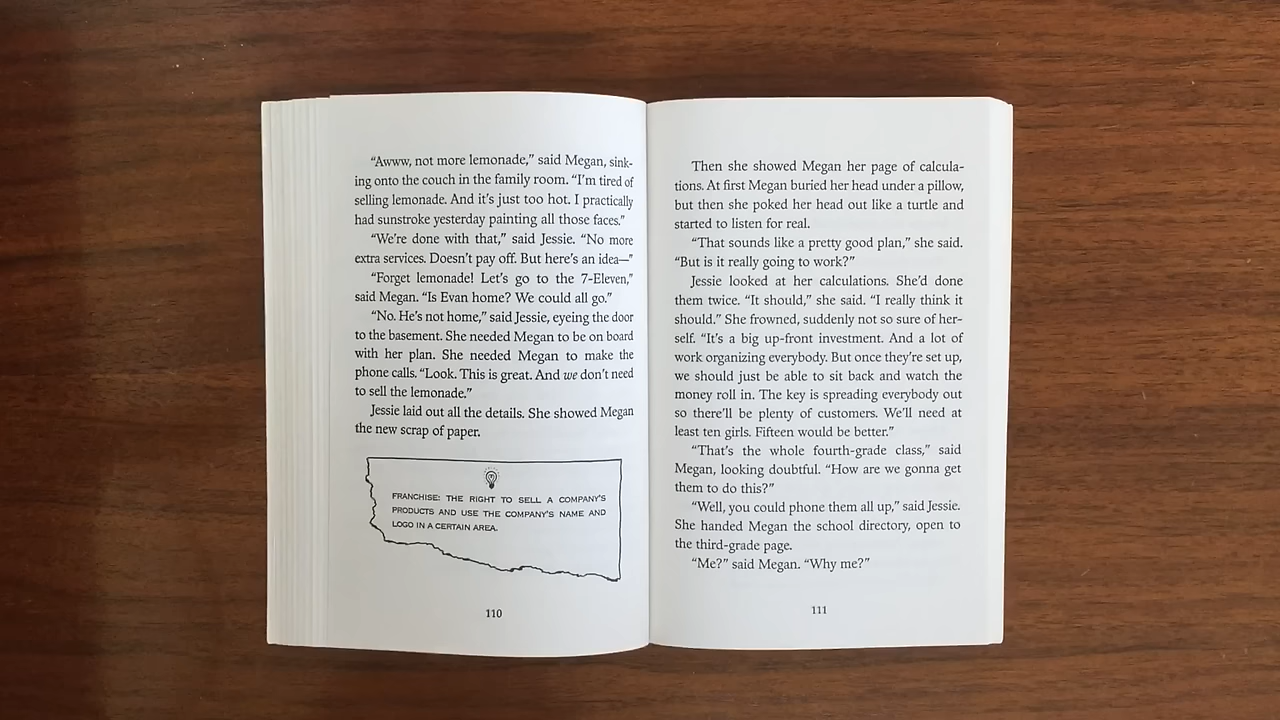 “Awww, not more lemonade,” said Megan, sink-
ing onto the couch in the family room. “I’m tired of
selling lemonade. And it’s just too hot. I practically
had sunstroke yesterday painting all those faces.”
“We’re done with that,” said Jessie. “No more
extra services. Doesn’t pay off. But here’s an idea—”
“Forget lemonade! Let’s go to the 7-Eleven,”
said Megan. “Is Evan home? We could all go.”
“No. He’s not home,” said Jessie, eyeing the door
to the basement. She needed Megan to be on board
with her plan. She needed Megan to make the
phone calls. “Look. This is great. And we don’t need
to sell the lemonade.”
Jessie laid out all the details. She showed Megan
the new scrap of paper.
FRANCHISE: THE RIGHT TO SELL A COMPANY’S
PRODUCTS AND USE THE COMPANY’S NAME AND
LOGO IN A CERTAIN AREA.
110
Then she showed Megan her page of calcula-
tions. At first Megan buried her head under a pillow,
but then she poked her head out like a turtle and
started to listen for real.
“That sounds like a pretty good plan,” she said.
“But is it really going to work?”
Jessie looked at her calculations. She’d done
them twice. “It should,” she said. “I really think it
should.” She frowned, suddenly not so sure of her-
self. “It’s a big up-front investment. And a lot of
work organizing everybody. But once they’re set up,
we should just be able to sit back and watch the
money roll in. The key is spreading everybody out
so there’ll be plenty of customers. We’ll need at
least ten girls. Fifteen would be better.”
“That’s the whole fourth-grade class,” said
Megan, looking doubtful. “How are we gonna get
them to do this?”
“Well, you could phone them all up,” said Jessie.
She handed Megan the school directory, open to
the third-grade page.
“Me?” said Megan. “Why me?”
111